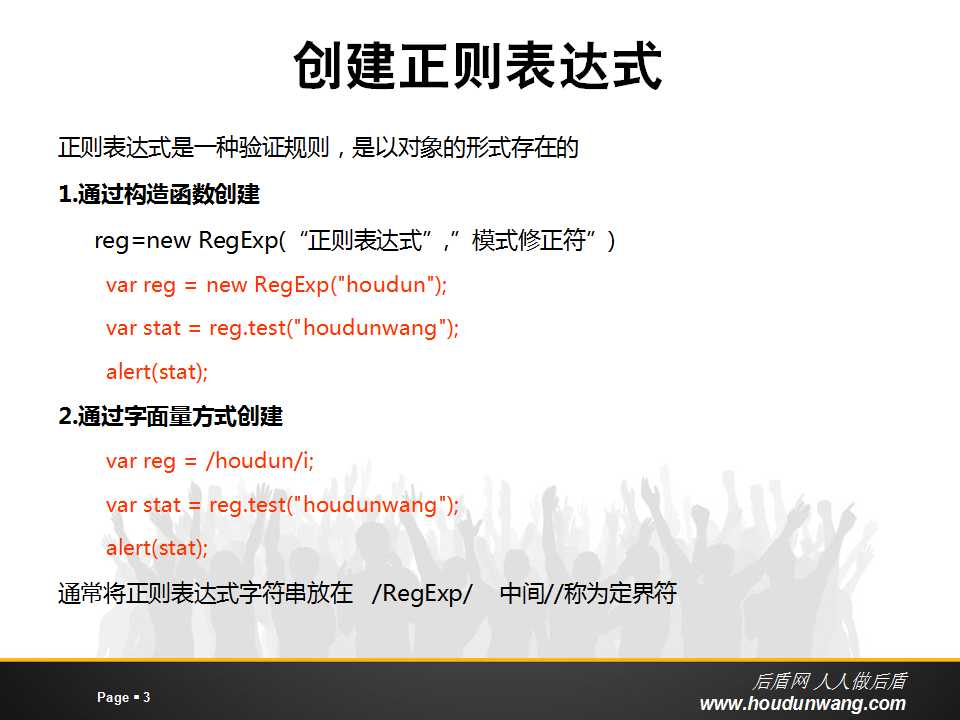 创建正则表达式
正则表达式是一种验证规则，是以对象的形式存在的
1.通过构造函数创建
reg=new RegExp(“正则表达式”,”模式修正符”)
var reg = new RegExp("houdun");
var stat = reg.test("houdunwang");
alert(stat);
2.通过字面量方式创建
var reg = /houdun/i;
var stat = reg.test("houdunwang");
alert(stat);
通常将正则表达式字符串放在 /RegExp/ 中间//称为定界符
Page ▪ 3
后盾网 人人做后盾
www.houdunwang.com